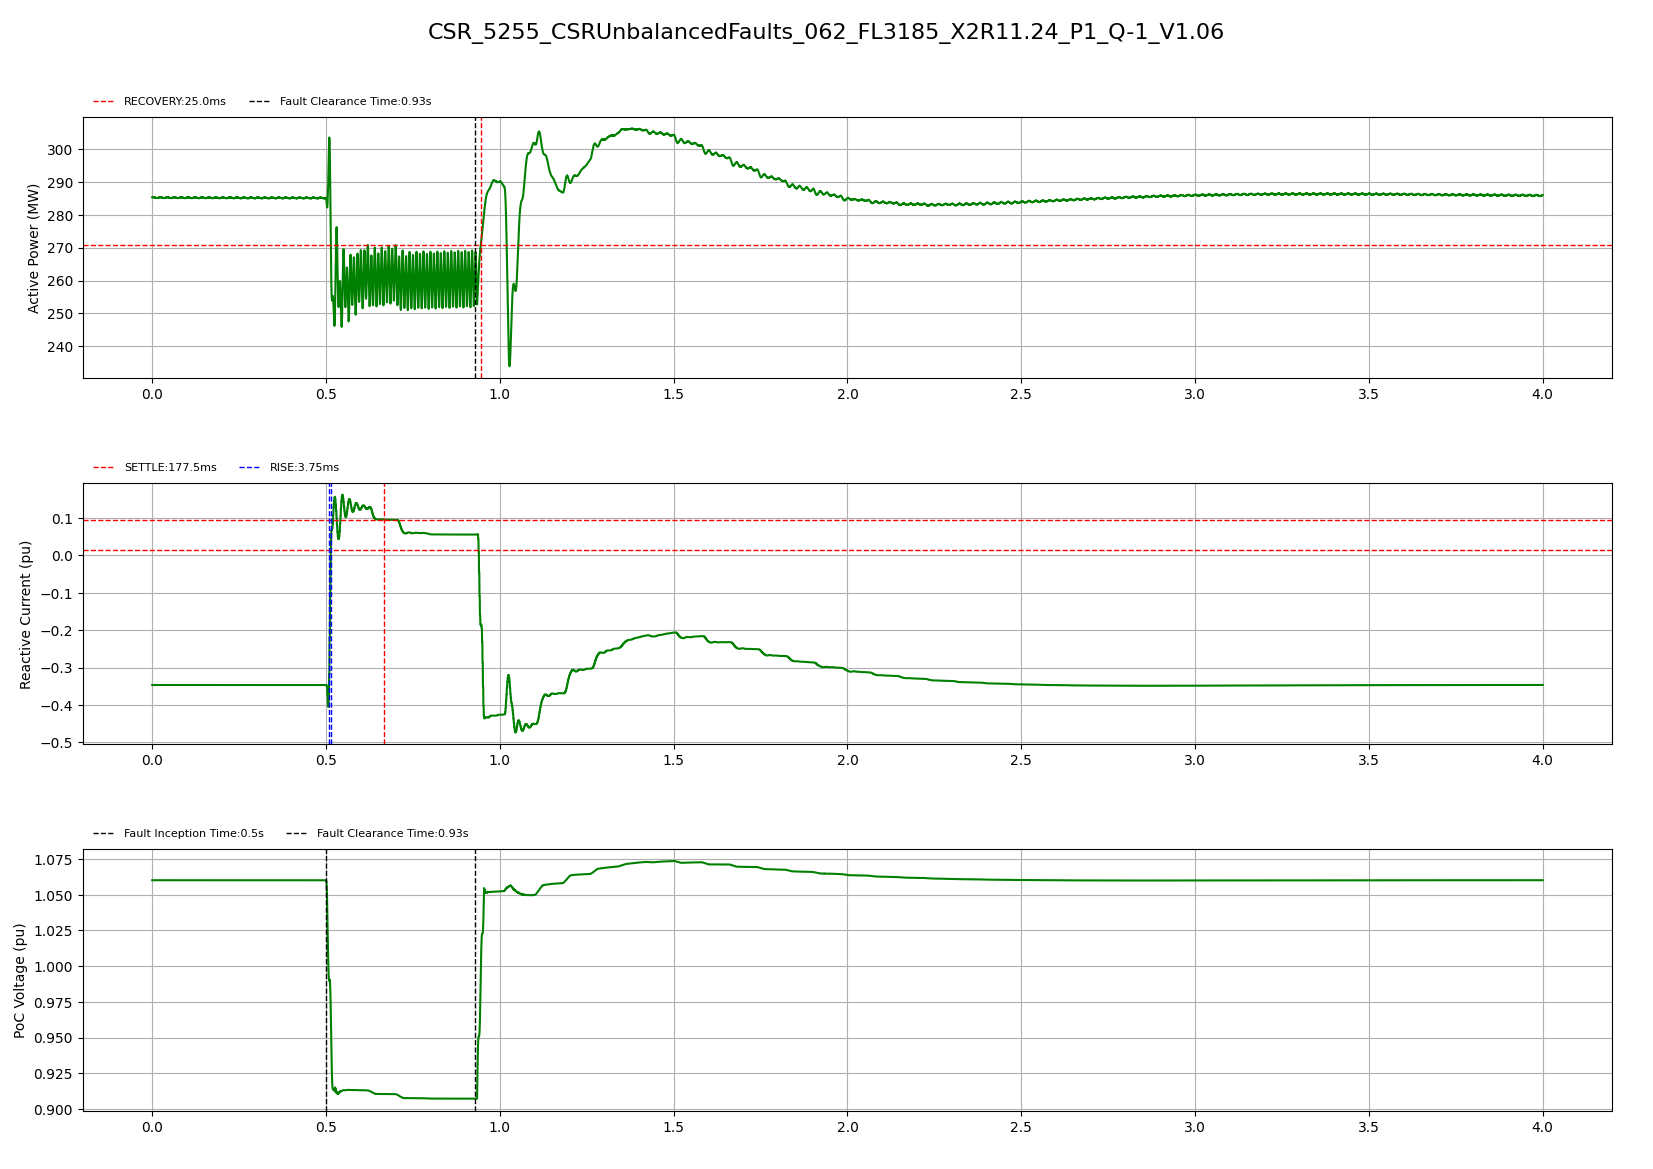 CSR_5255_CSRUnbalancedFaults_062_FL3185_X2R11.24_P1_Q-1_V1.06
RECOVERY:25.0ms Fault Clearance Time:0.93s
Active Power (MW)
300
290
280
270
260
250
240
0.0 0.5 1.0 1.5 2.0 2.5 3.0 3.5 4.0
SETTLE:177.5ms RISE:3.75ms
Reactive Current (pu)
0.1
0.0
−0.1
−0.2
−0.3
−0.4
−0.5
0.0 0.5 1.0 1.5 2.0 2.5 3.0 3.5 4.0
Fault Inception Time:0.5s Fault Clearance Time:0.93s
PoC Voltage (pu)
1.075
1.050
1.025
1.000
0.975
0.950
0.925
0.900
0.0 0.5 1.0 1.5 2.0 2.5 3.0 3.5 4.0